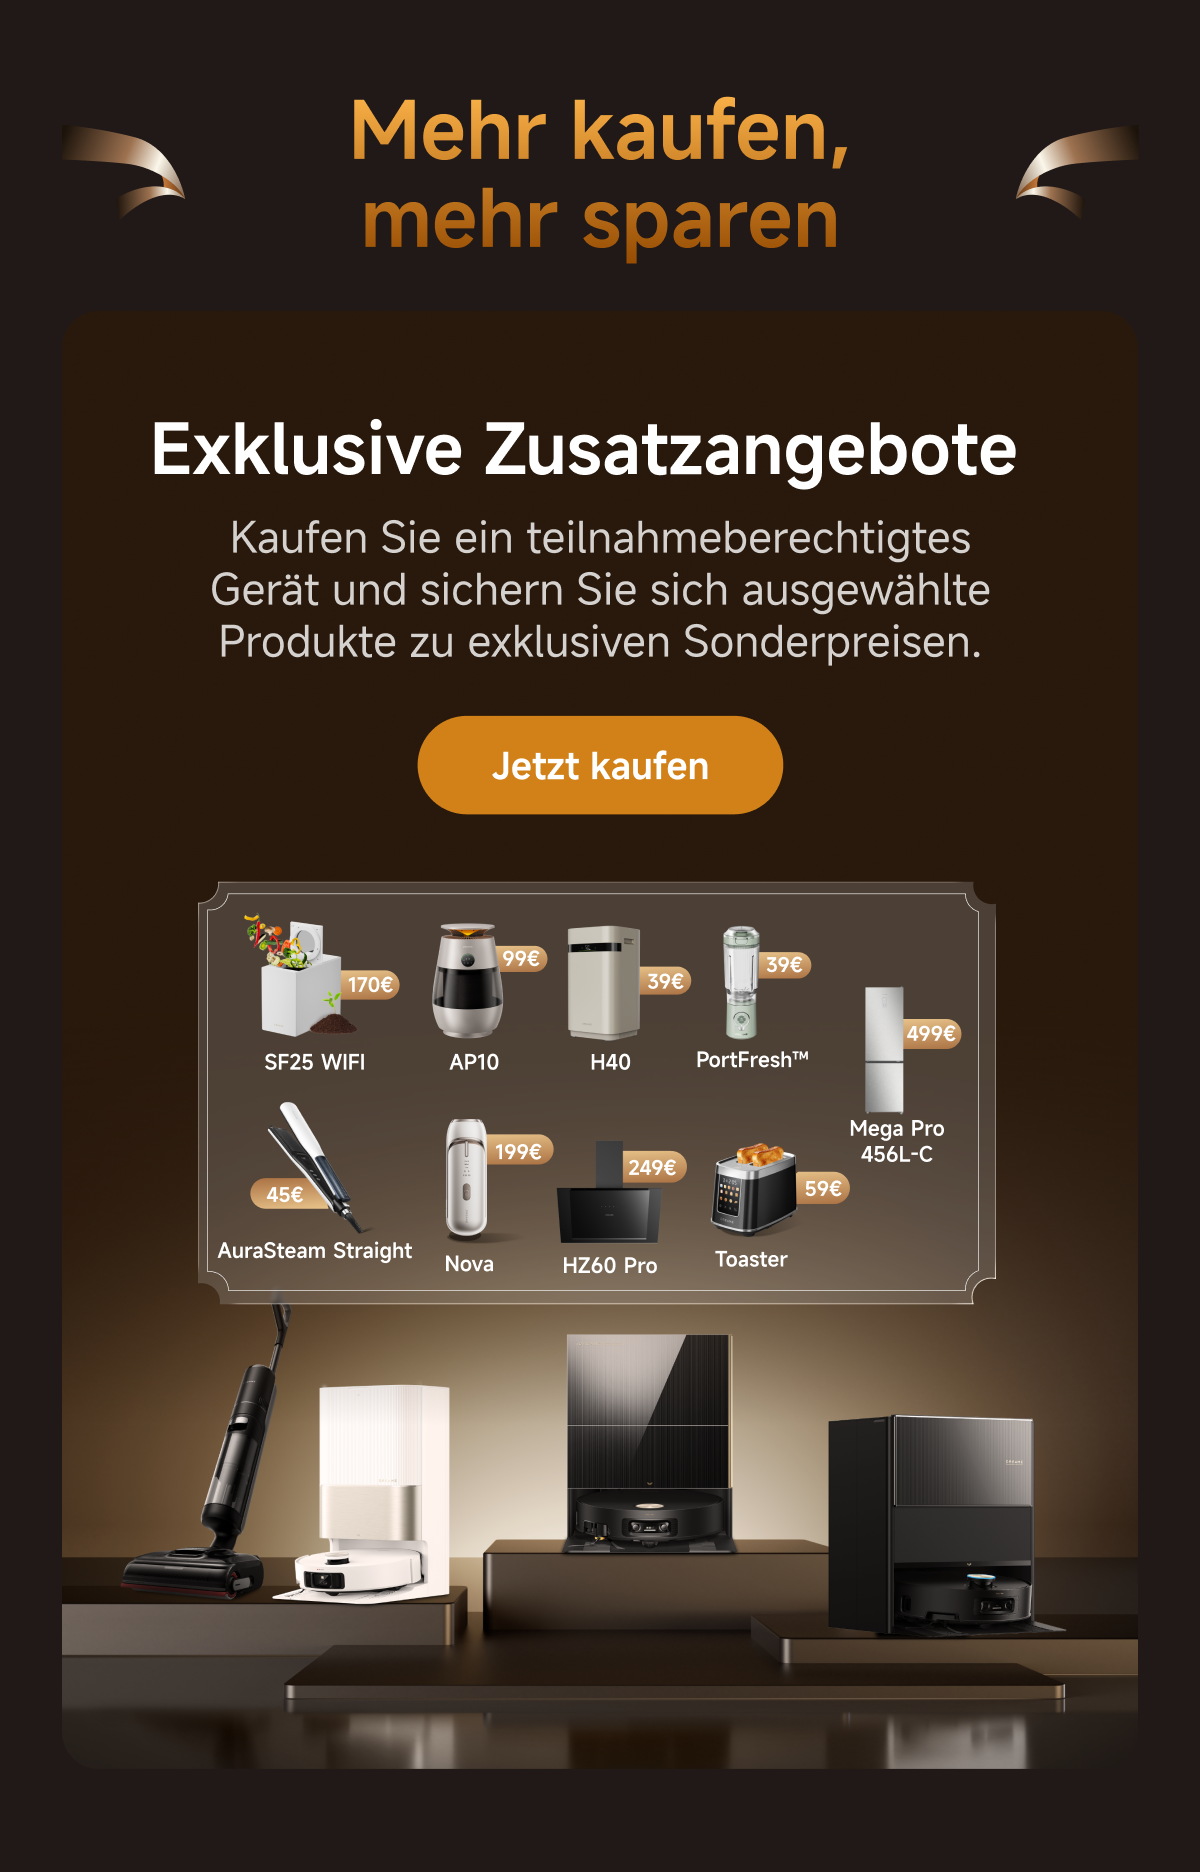 Mehr kaufen,
mehr sparen
Exklusive Zusatzangebote
Kaufen Sie ein teilnahmeberechtigtes
Gerät und sichern Sie sich ausgewählte
Produkte zu exklusiven Sonderpreisen.
Jetzt kaufen
170€
SF25 WIFI
99€
AP10
39€
H40
39€
PortFresh™
499€
Mega Pro
456L-C
45€
AuraSteam Straight
199€
Nova
249€
HZ60 Pro
59€
Toaster